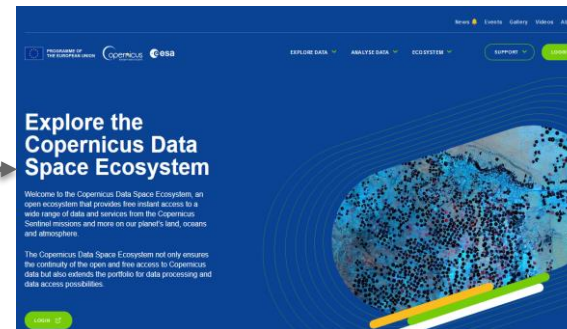 News Events Gallery Videos
PROGRAMME OF
THE EUROPEAN UNION
opernicus
esa
EXPLORE DATA ANALYSE DATA ECOSYSTEM SUPPORT LOGIN
Explore the
Copernicus Data
Space Ecosystem
Welcome to the Copernicus Data Space Ecosystem, an
open ecosystem that provides free instant access to a
wide range of data and services from the Copernicus
Sentinel missions and more on our planet's land, oceans
and atmosphere.
The Copernicus Data Space Ecosystem not only ensures
the continuity of the open and free access to Copernicus
data but also extends the portfolio for data processing and
data access possibilities.
LOGIN